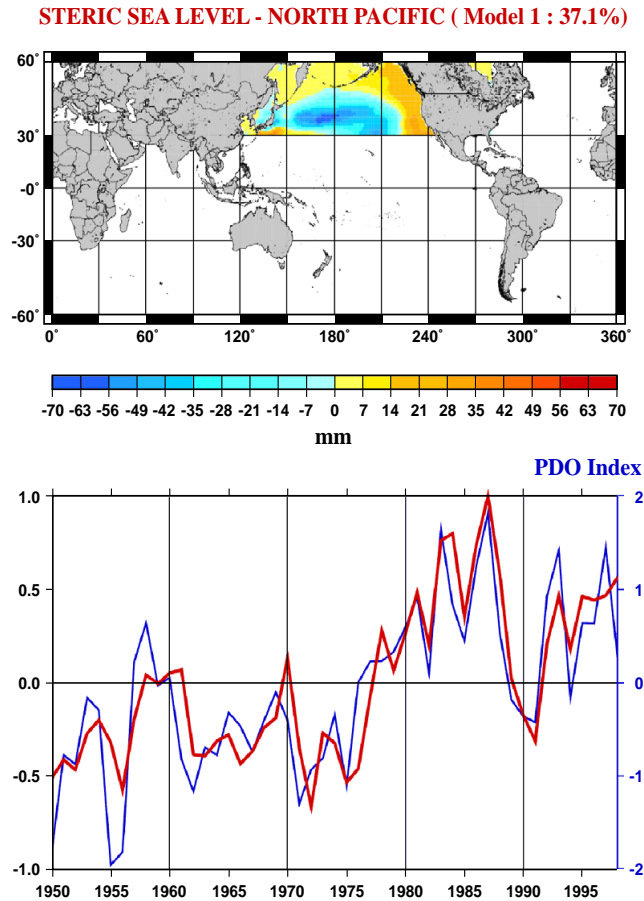 STERIC SEA LEVEL - NORTH PACIFIC ( Model 1 : 37.1%)
60°
30°
-0°
-30°
-60°
0° 60° 120° 180° 240° 300° 360°
-70 -63 -56 -49 -42 -35 -28 -21 -14 -7 0 7 14 21 28 35 42 49 56 63 70
mm
PDO Index
1.0 2
0.5 1
0.0 0
-0.5 -1
-1.0 -2
1950 1955 1960 1965 1970 1975 1980 1985 1990 1995